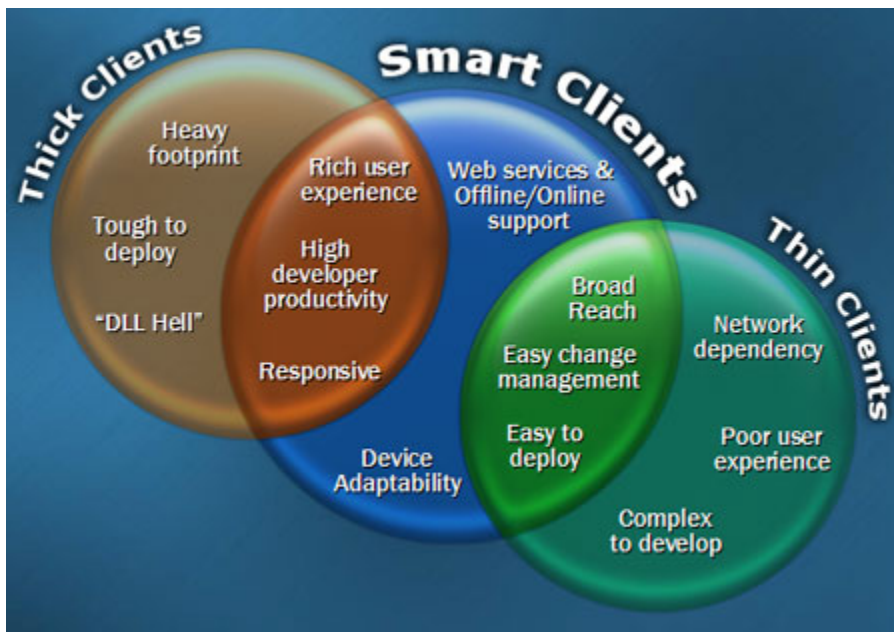 Thick Clients
Smart Clients
Thin Clients
Heavy
footprint
Tough to
deploy
“DLL Hell”
Rich user
experience
High
developer
productivity
Responsive
Web services &
Offline/Online
support
Device
Adaptability
Broad
Reach
Easy change
management
Easy to
deploy
Network
dependency
Poor user
experience
Complex
to develop